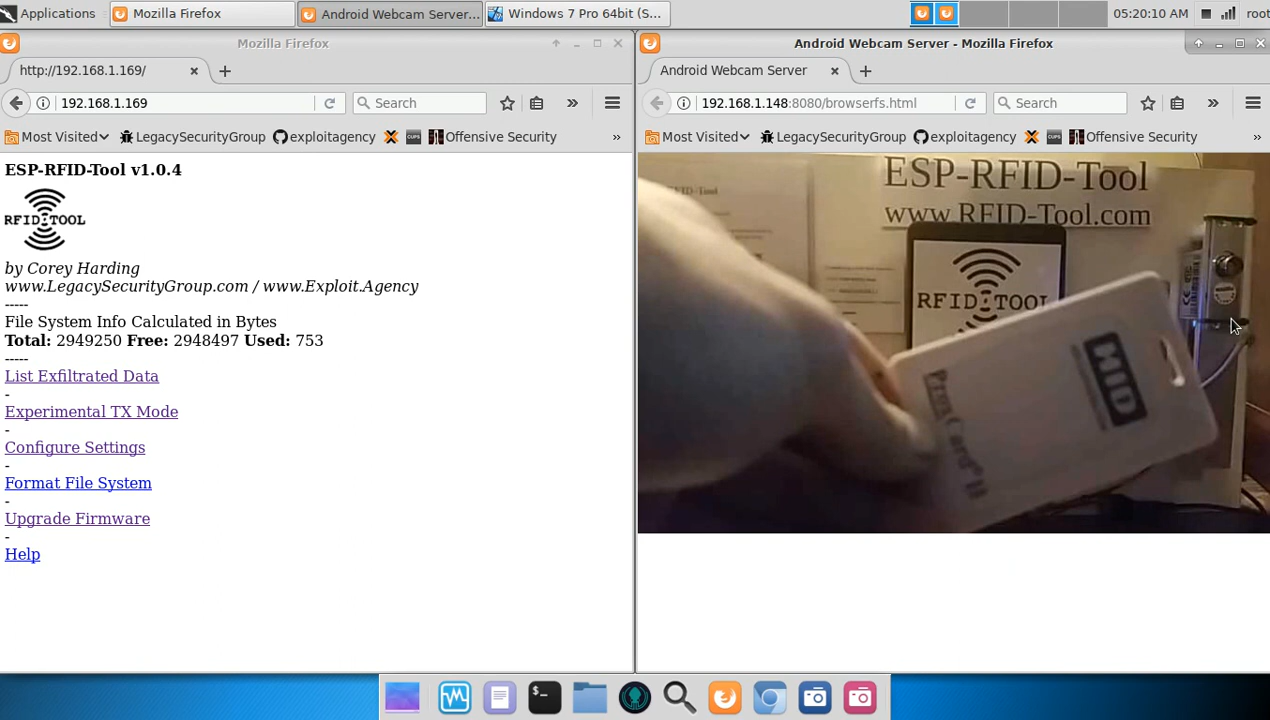 Applications
Mozilla Firefox
Android Webcam Server...
Windows 7 Pro 64bit (S...
05:20:10 AM
root
Mozilla Firefox
http://192.168.1.169/
192.168.1.169
Search
Most Visited
LegacySecurityGroup
exploitagency
CUPS
Offensive Security
»
ESP-RFID-Tool v1.0.4
RFID TOOL
by Corey Harding
www.LegacySecurityGroup.com / www.Exploit.Agency
-----
File System Info Calculated in Bytes
Total: 2949250 Free: 2948497 Used: 753
-----
List Exfiltrated Data
-
Experimental TX Mode
-
Configure Settings
-
Format File System
-
Upgrade Firmware
-
Help
Android Webcam Server - Mozilla Firefox
Android Webcam Server
192.168.1.148:8080/browserfs.html
Search
Most Visited
LegacySecurityGroup
exploitagency
CUPS
Offensive Security
»
ESP-RFID-Tool
www.RFID-Tool.com
RFID TOOL
HID
ProxCard® II